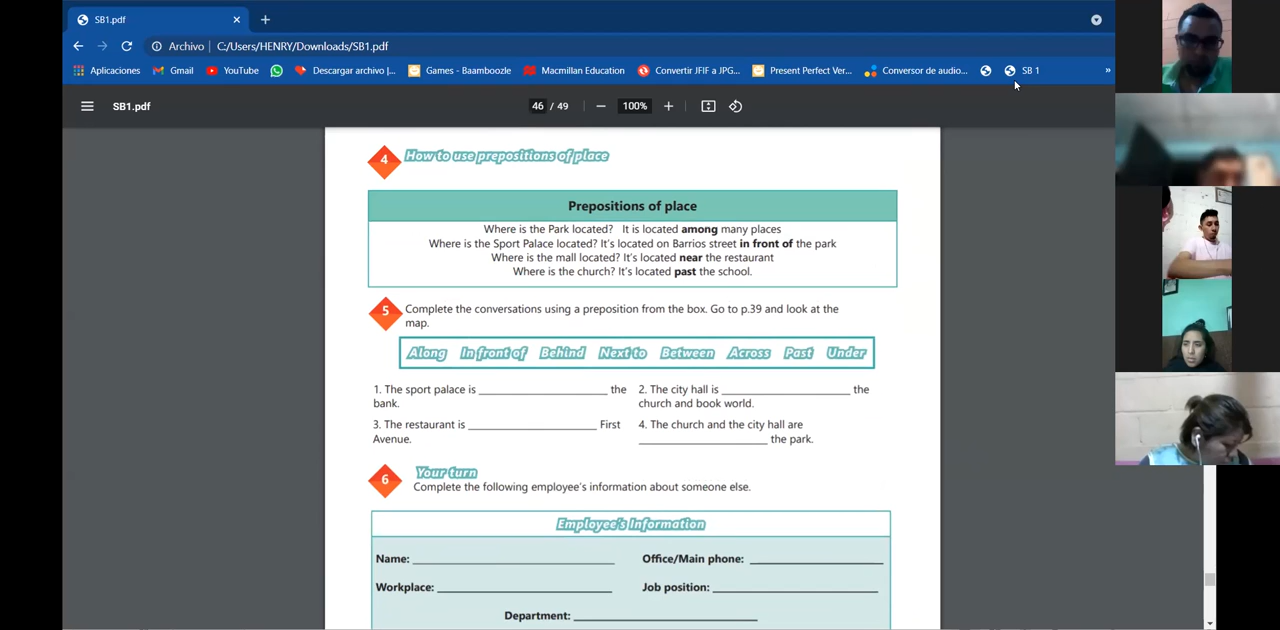 SB1.pdf
Archivo C:/Users/HENRY/Downloads/SB1.pdf
Aplicaciones Gmail YouTube Descargar archivo |... Games - Baamboozle Macmillan Education Convertir JFIF a JPG... Present Perfect Ver... Conversor de audio... SB 1 »
SB1.pdf 46 / 49 100%
4 How to use prepositions of place
Prepositions of place
Where is the Park located? It is located among many places
Where is the Sport Palace located? It's located on Barrios street in front of the park
Where is the mall located? It's located near the restaurant
Where is the church? It's located past the school.
5 Complete the conversations using a preposition from the box. Go to p.39 and look at the
map.
Along In front of Behind Next to Between Across Past Under
1. The sport palace is ____________________ the
bank.
2. The city hall is ____________________ the
church and book world.
3. The restaurant is ____________________ First
Avenue.
4. The church and the city hall are
____________________ the park.
6 Your turn
Complete the following employee's information about someone else.
Employee's Information
Name: ____________________ Office/Main phone: ____________________
Workplace: ____________________ Job position: ____________________
Department: ____________________